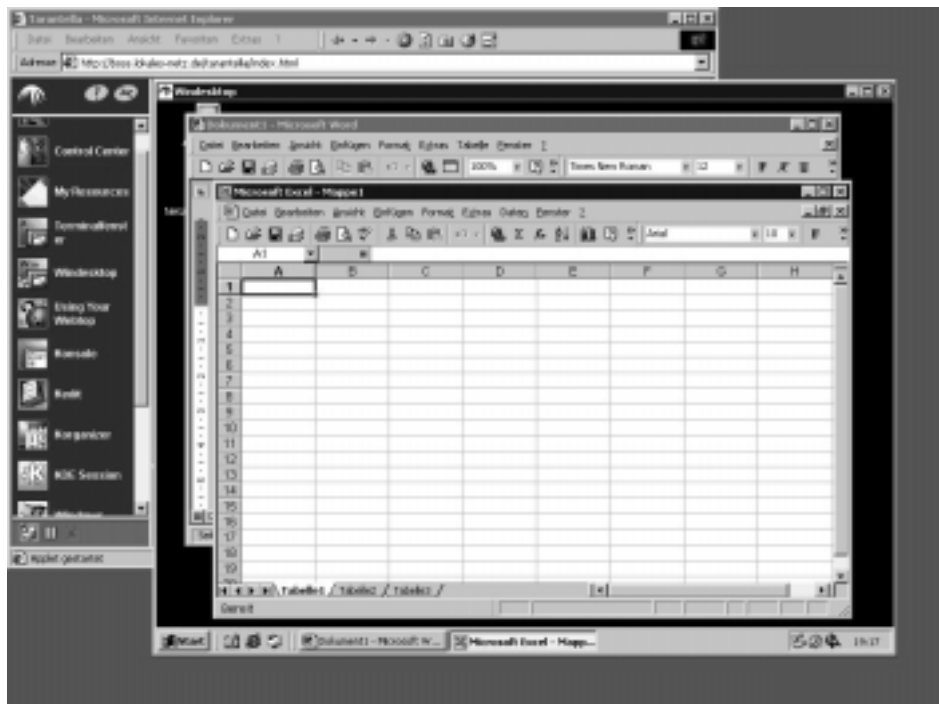 Tarantella - Microsoft Internet Explorer
Datei Bearbeiten Ansicht Favoriten Extras ?
Adresse
Windesktop
Dokument1 - Microsoft Word
Datei Bearbeiten Ansicht Einfügen Format Extras Tabelle Fenster ?
100% Times New Roman 12 F K U
Microsoft Excel - Mappe1
Datei Bearbeiten Ansicht Einfügen Format Extras Daten Fenster ?
Arial 10 F
A1
A B C D E F G H
1
2
3
4
5
6
7
8
9
10
11
12
13
14
15
16
17
18
19
20
Tabelle1 Tabelle2 Tabelle3
Bereit
Control Center
My Resources
Terminaldienst
er
Windesktop
Using Your
Webtop
Konsole
Kedit
Korganizer
KDE Session
Windows
Applet gestartet
Start Dokument1 - Microsoft W... Microsoft Excel - Mapp...